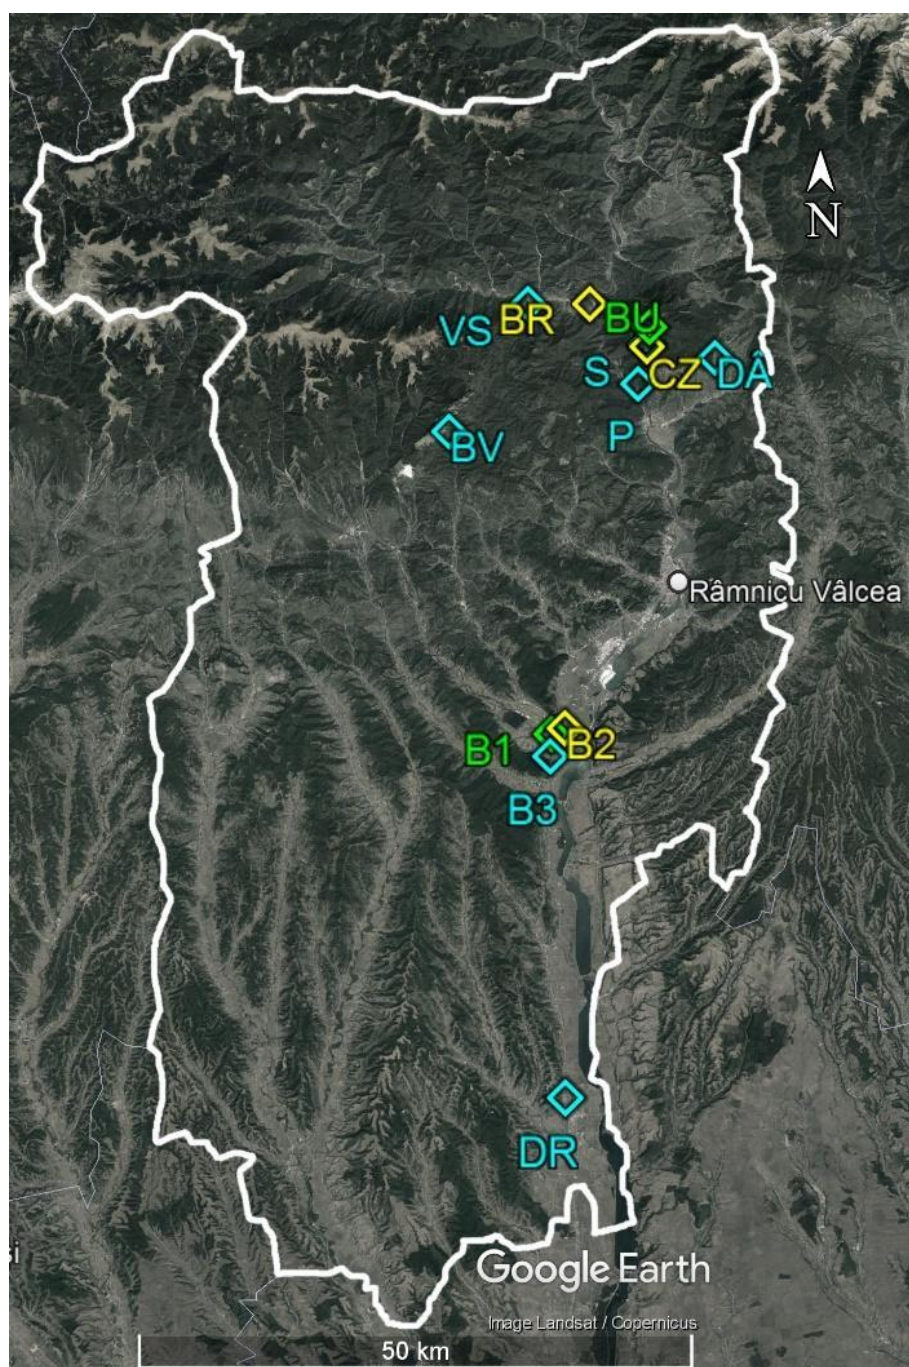 N
VS
BR
BU
S
CZ
DÂ
P
BV
Râmnicu Vâlcea
B1
B2
B3
DR
și
Google Earth
Image Landsat / Copernicus
50 km